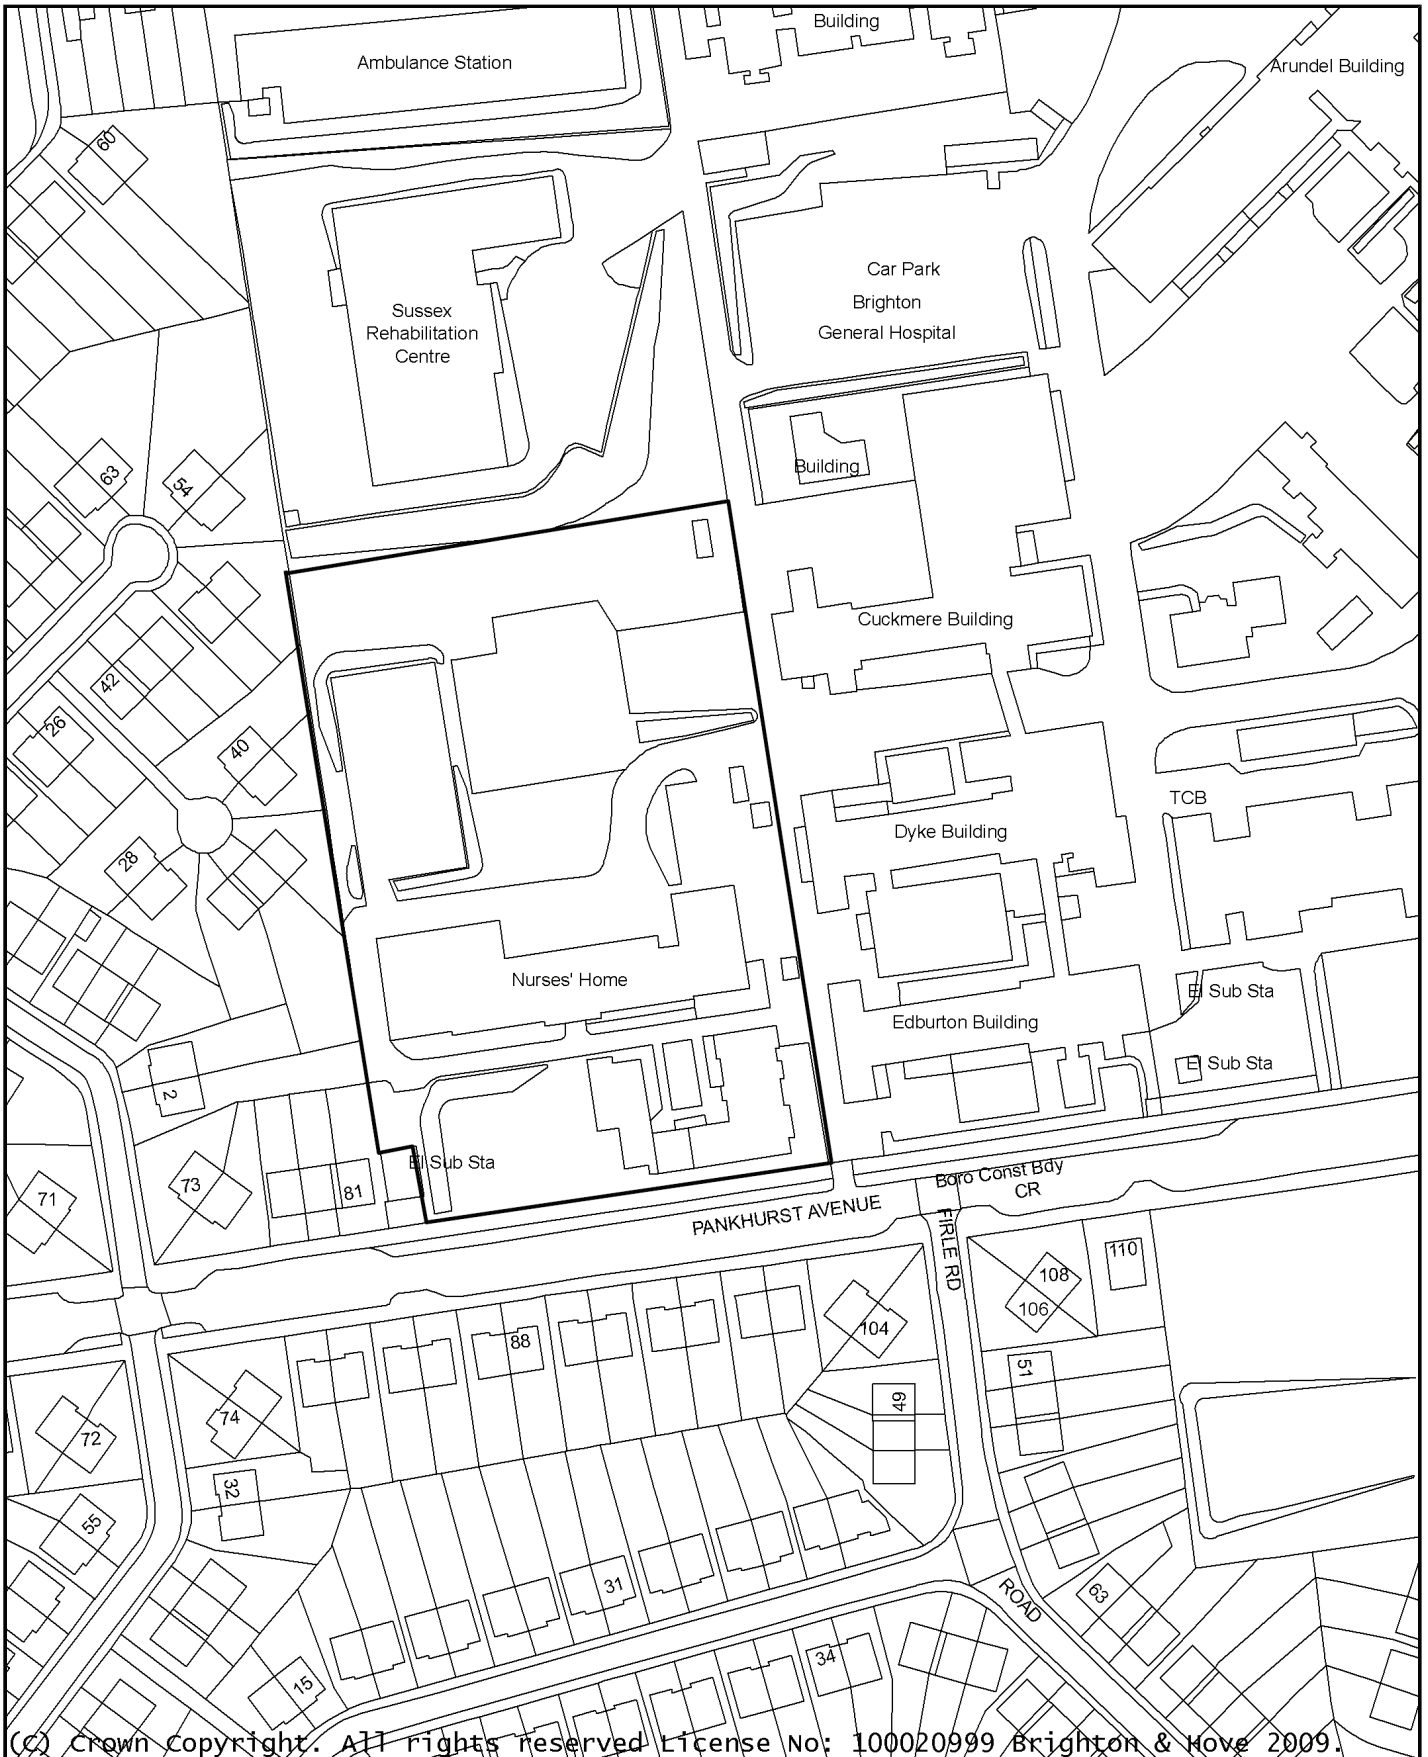 Building
Ambulance Station
Arundel Building
60
Car Park
Brighton
General Hospital
Sussex
Rehabilitation
Centre
Building
63
54
Cuckmere Building
42
26
40
TCB
Dyke Building
28
Nurses' Home
El Sub Sta
Edburton Building
El Sub Sta
2
El Sub Sta
73
81
71
Boro Const Bdy
CR
PANKHURST AVENUE
FIRLE RD
110
108
106
104
88
51
49
74
72
32
55
31
63
ROAD
34
15
(C) Crown Copyright. All rights reserved License No: 100020999 Brighton & Hove 2009.